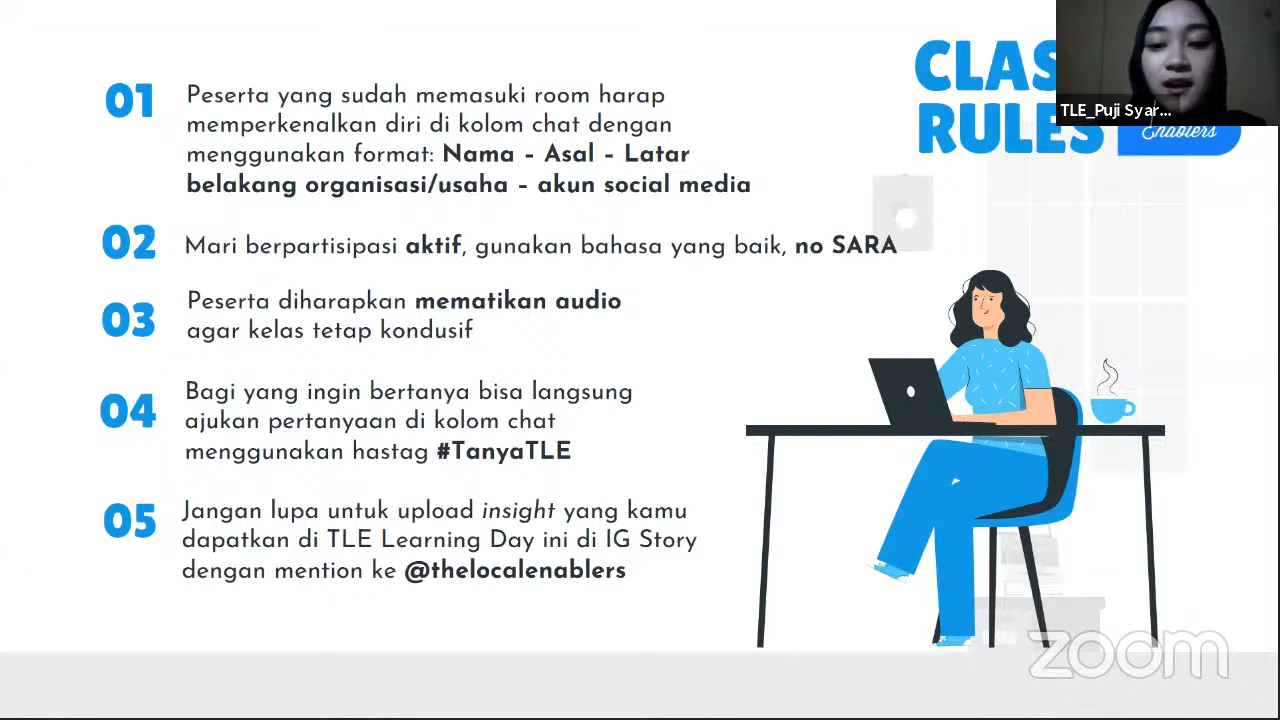 CLAS
RULES
Enablers
TLE_Puji Syar...
01
Peserta yang sudah memasuki room harap
memperkenalkan diri di kolom chat dengan
menggunakan format: Nama – Asal – Latar
belakang organisasi/usaha – akun social media
02
Mari berpartisipasi aktif, gunakan bahasa yang baik, no SARA
03
Peserta diharapkan mematikan audio
agar kelas tetap kondusif
04
Bagi yang ingin bertanya bisa langsung
ajukan pertanyaan di kolom chat
menggunakan hastag #TanyaTLE
05
Jangan lupa untuk upload insight yang kamu
dapatkan di TLE Learning Day ini di IG Story
dengan mention ke @thelocalenablers
zoom